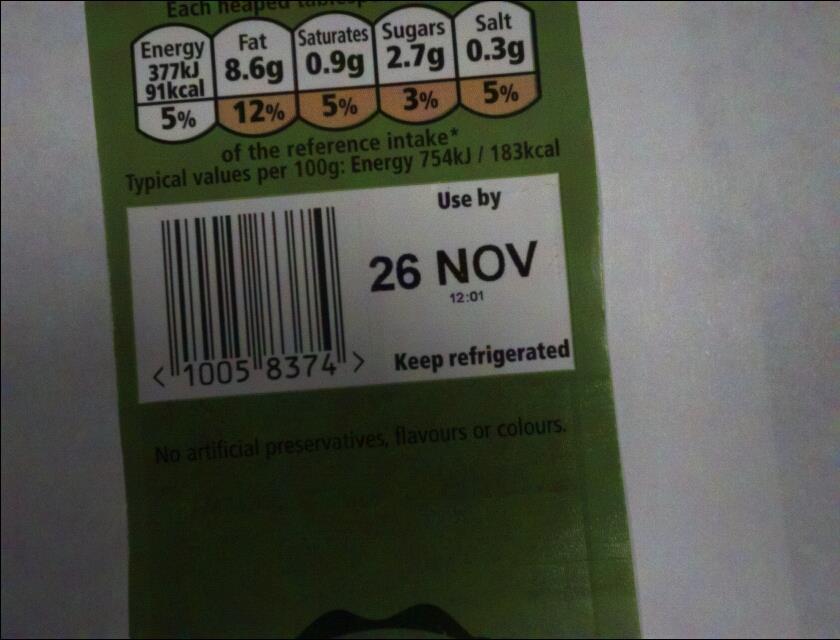 Each heaped
Energy
377kJ
91kcal
5%
Fat
8.6g
12%
Saturates
0.9g
5%
Sugars
2.7g
3%
Salt
0.3g
5%
of the reference intake*
Typical values per 100g: Energy 754kJ / 183kcal
Use by
26 NOV
12:01
Keep refrigerated
< 1005 8374 >
No artificial preservatives, flavours or colours.